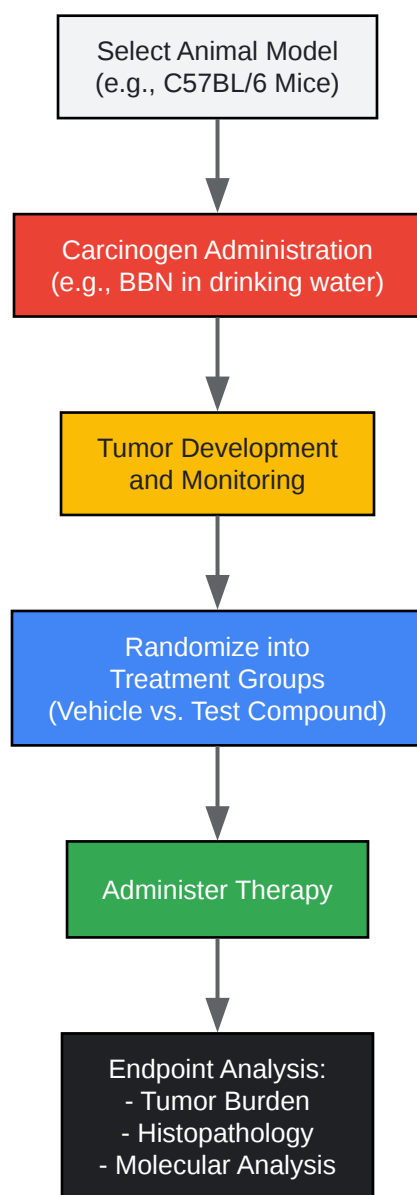 Select Animal Model
(e.g., C57BL/6 Mice)
Carcinogen Administration
(e.g., BBN in drinking water)
Tumor Development
and Monitoring
Randomize into
Treatment Groups
(Vehicle vs. Test Compound)
Administer Therapy
Endpoint Analysis:
- Tumor Burden
- Histopathology
- Molecular Analysis